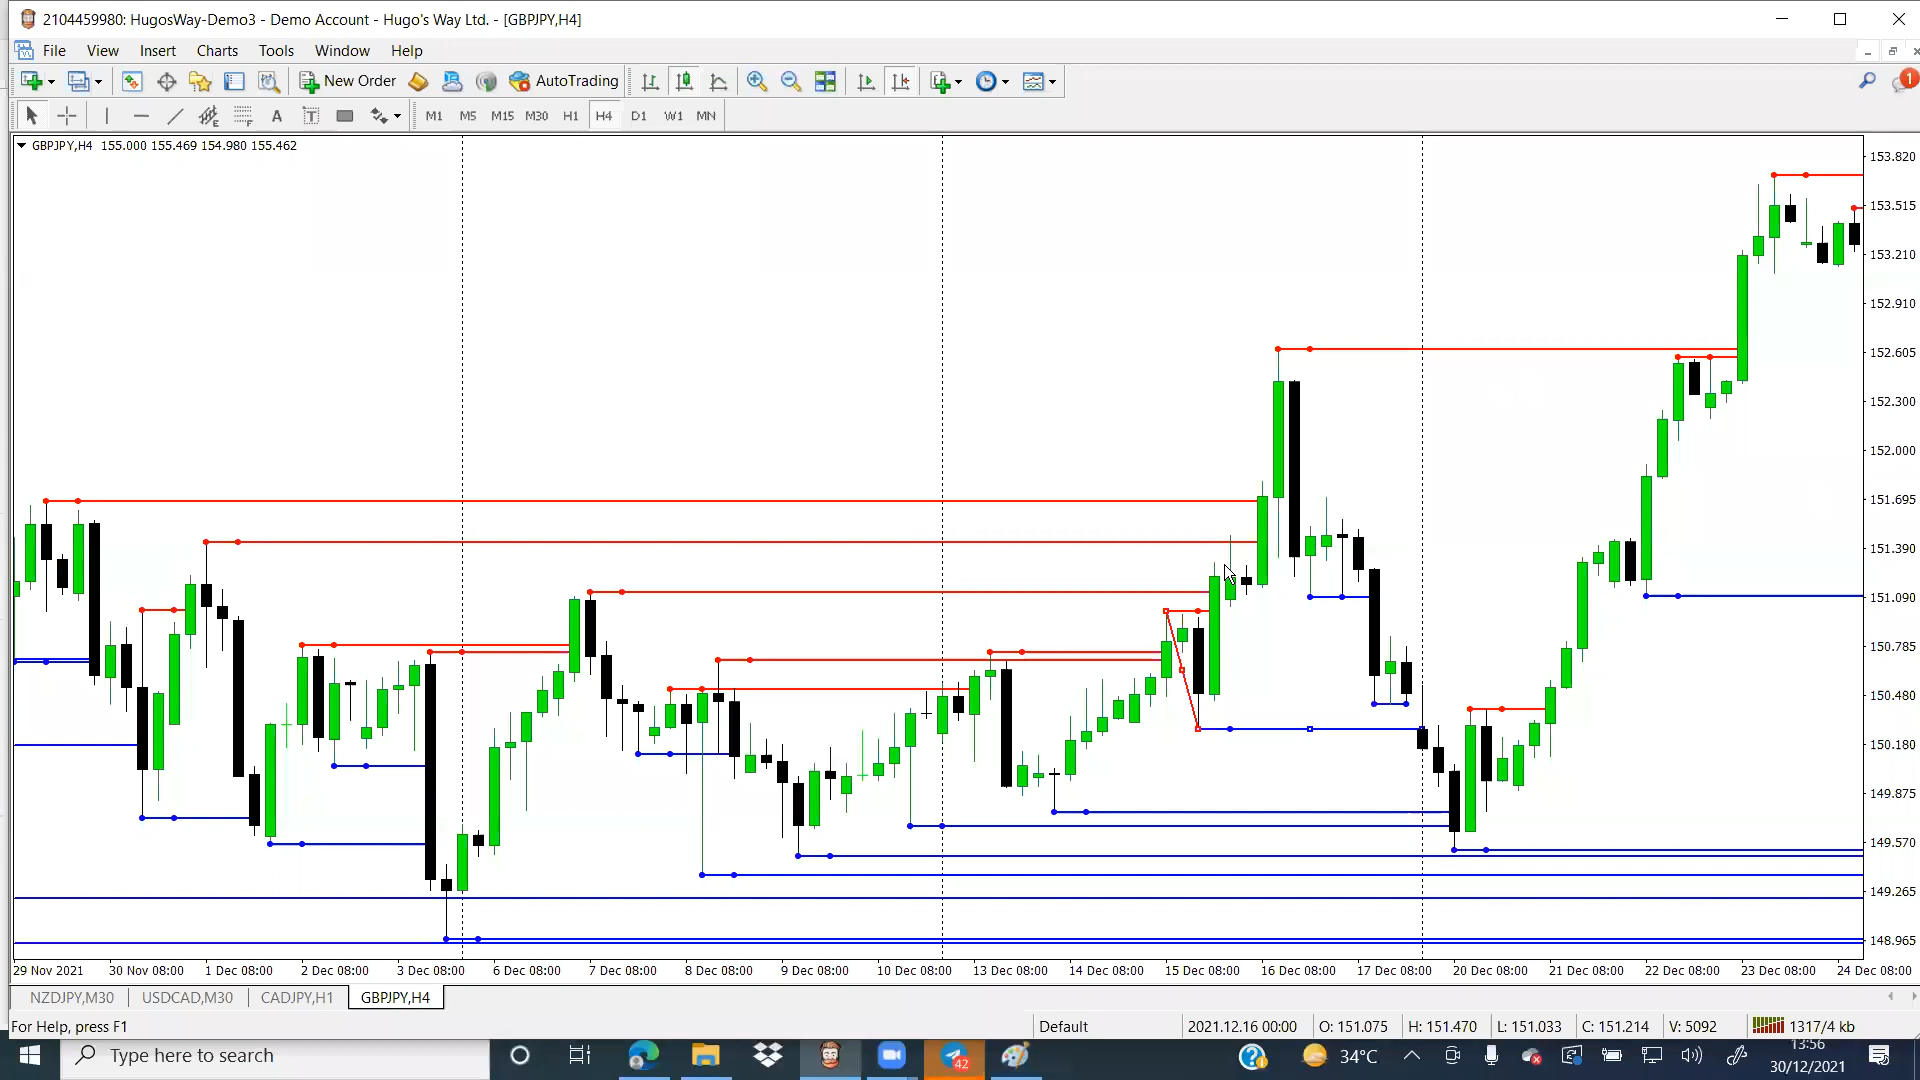 2104459980: HugosWay-Demo3 - Demo Account - Hugo's Way Ltd. - [GBPJPY,H4]
File View Insert Charts Tools Window Help
New Order AutoTrading 1
A T M1 M5 M15 M30 H1 H4 D1 W1 MN
GBPJPY,H4 155.000 155.469 154.980 155.462
153.820
153.515
153.210
152.910
152.605
152.300
152.000
151.695
151.390
151.090
150.785
150.480
150.180
149.875
149.570
149.265
148.965
29 Nov 2021 30 Nov 08:00 1 Dec 08:00 2 Dec 08:00 3 Dec 08:00 6 Dec 08:00 7 Dec 08:00 8 Dec 08:00 9 Dec 08:00 10 Dec 08:00 13 Dec 08:00 14 Dec 08:00 15 Dec 08:00 16 Dec 08:00 17 Dec 08:00 20 Dec 08:00 21 Dec 08:00 22 Dec 08:00 23 Dec 08:00 24 Dec 08:00
NZDJPY,M30 USDCAD,M30 CADJPY,H1 GBPJPY,H4
For Help, press F1 Default 2021.12.16 00:00 O: 151.075 H: 151.470 L: 151.033 C: 151.214 V: 5092 1317/4 kb
Type here to search 42 34°C 13:56
30/12/2021